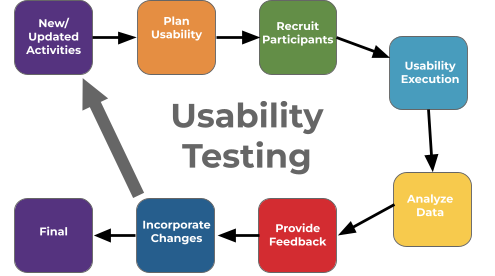 New/
Updated
Activities
Plan
Usability
Recruit
Participants
Usability
Execution
Usability
Testing
Analyze
Data
Provide
Feedback
Incorporate
Changes
Final